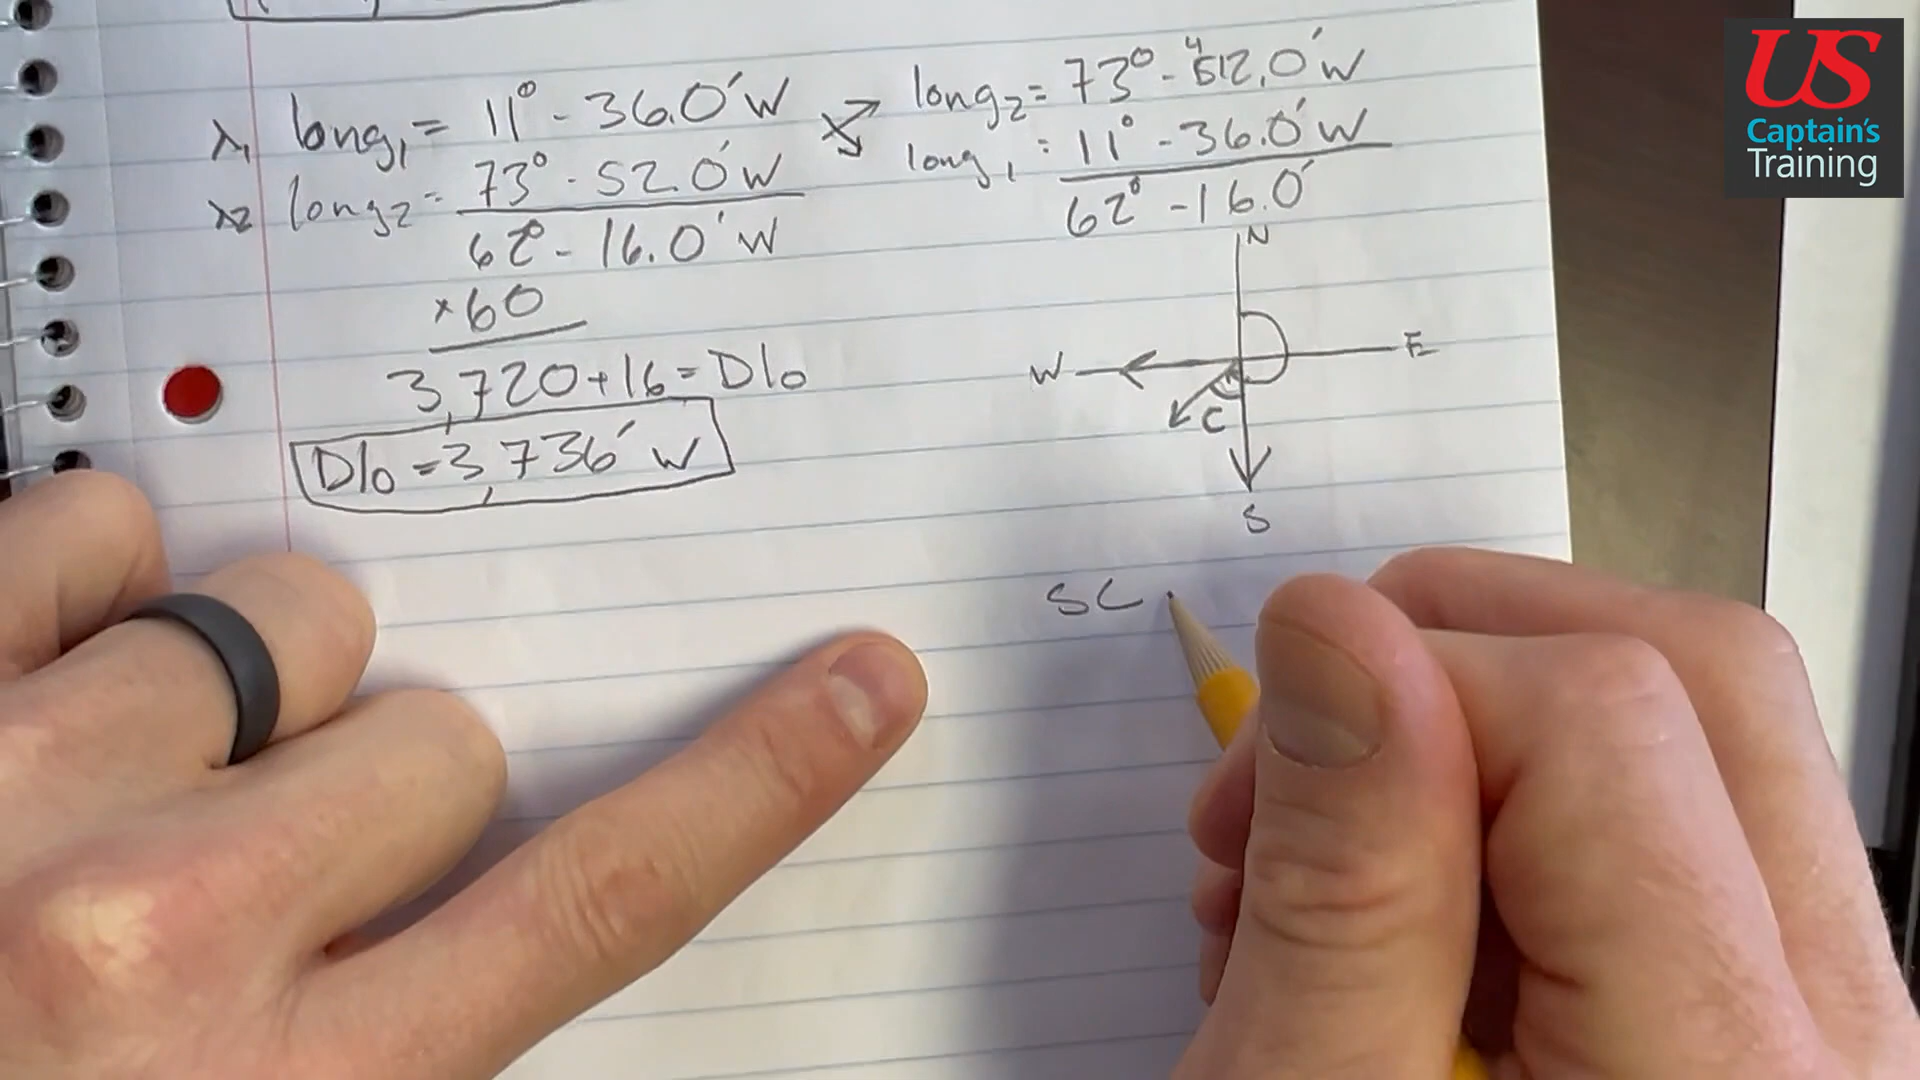 λ₁ long₁ = 11° - 36.0' W
λ₂ long₂ = 73° - 52.0' W
62° - 16.0' W
×60
3,720 + 16 = Dlo
Dlo = 3,736' W
long₂ = 73° - 52.0' W
long₁ : 11° - 36.0' W
62° - 16.0'
N
W
E
C
S
SC
US
Captain's
Training